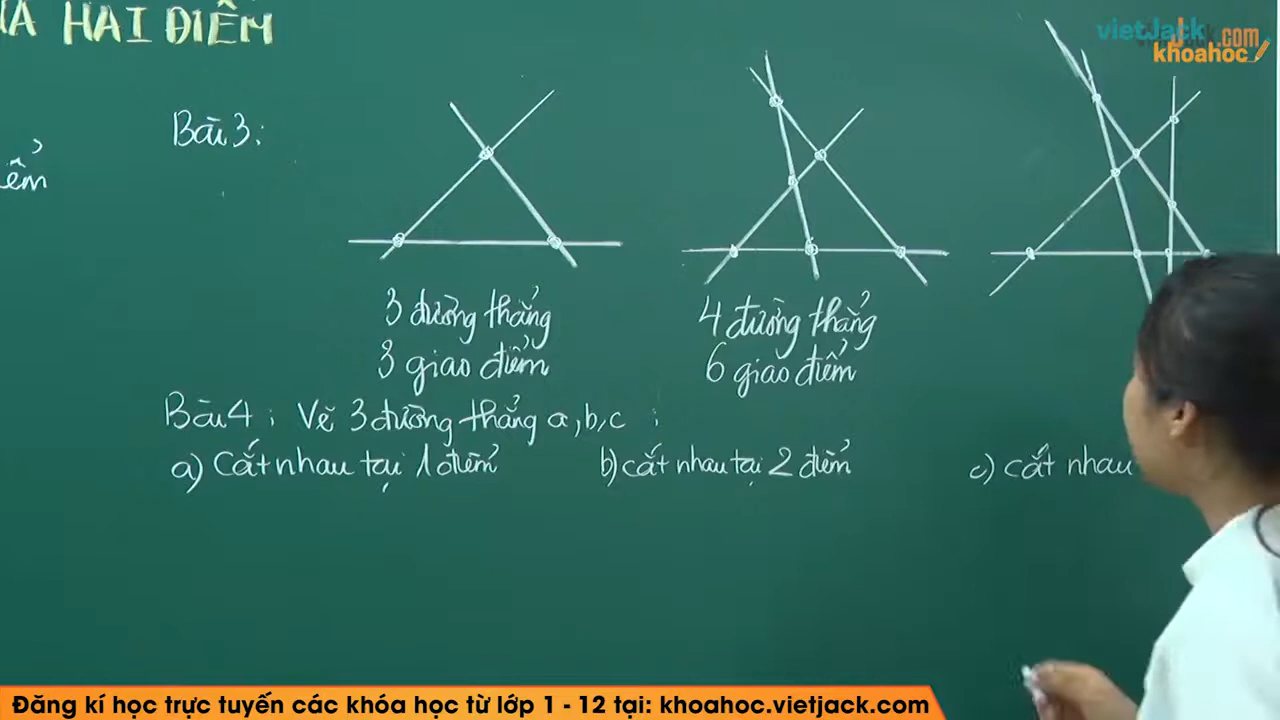 HAI ĐIỂM
vietJack.com
khoahoc
Bài 3:
ểm
3 đường thẳng
3 giao điểm
4 đường thẳng
6 giao điểm
Bài 4: Vẽ 3 đường thẳng a, b, c :
a) Cắt nhau tại 1 điểm
b) cắt nhau tại 2 điểm
c) cắt nhau
Đăng kí học trực tuyến các khóa học từ lớp 1 - 12 tại: khoahoc.vietjack.com